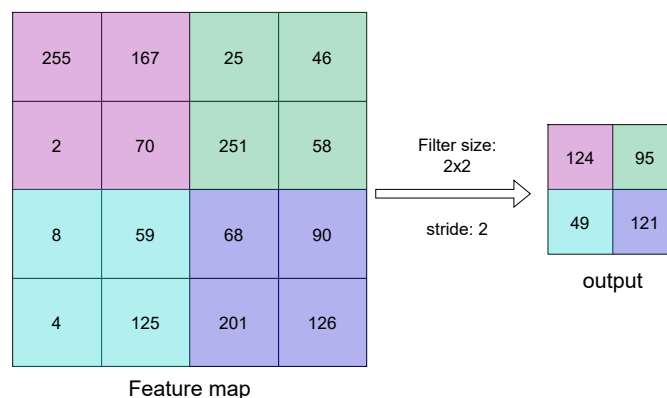 255 167 25 46
2 70 251 58
8 59 68 90
4 125 201 126
Feature map
Filter size:
2x2
stride: 2
124 95
49 121
output